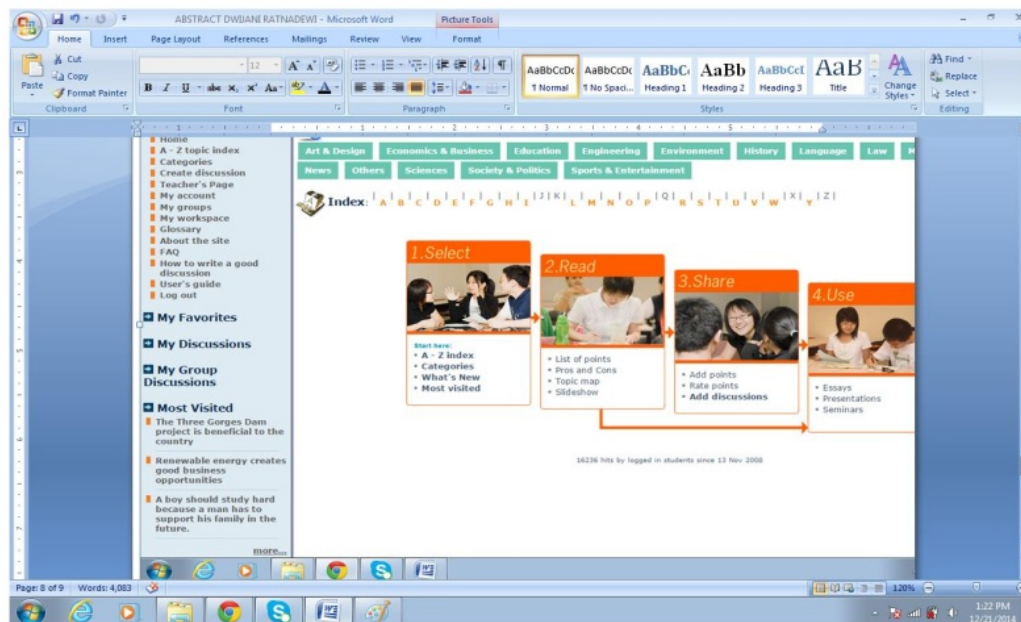 ABSTRACT DWIJANI RATNADEWI - Microsoft Word
Picture Tools
Home Insert Page Layout References Mailings Review View Format
Cut
Copy
Format Painter
Paste
Clipboard
12
Font
Paragraph
AaBbCcDc AaBbCcDc AaBbC AaBb AaBbCcI AaB
¶ Normal ¶ No Spaci... Heading 1 Heading 2 Heading 3 Title
Change Styles
Styles
Find
Replace
Select
Editing
Home
A - Z topic index
Categories
Create discussion
Teacher's Page
My account
My groups
My workspace
Glossary
About the site
FAQ
How to write a good
discussion
User's guide
Log out
My Favorites
My Discussions
My Group
Discussions
Most Visited
The Three Gorges Dam
project is beneficial to the
country
Renewable energy creates
good business
opportunities
A boy should study hard
because a man has to
support his family in the
future.
more...
Art & Design Economics & Business Education Engineering Environment History Language Law
News Others Sciences Society & Politics Sports & Entertainment
Index: | A | B | C | D | E | F | G | H | I | J | K | L | M | N | O | P | Q | R | S | T | U | V | W | X | Y | Z |
1.Select
Start here:
• A - Z index
• Categories
• What's New
• Most visited
2.Read
• List of points
• Pros and Cons
• Topic map
• Slideshow
3.Share
• Add points
• Rate points
• Add discussions
4.Use
• Essays
• Presentations
• Seminars
16236 hits by logged in students since 13 Nov 2008
Page: 8 of 9 Words: 4,083
120%
1:22 PM
12/21/2014